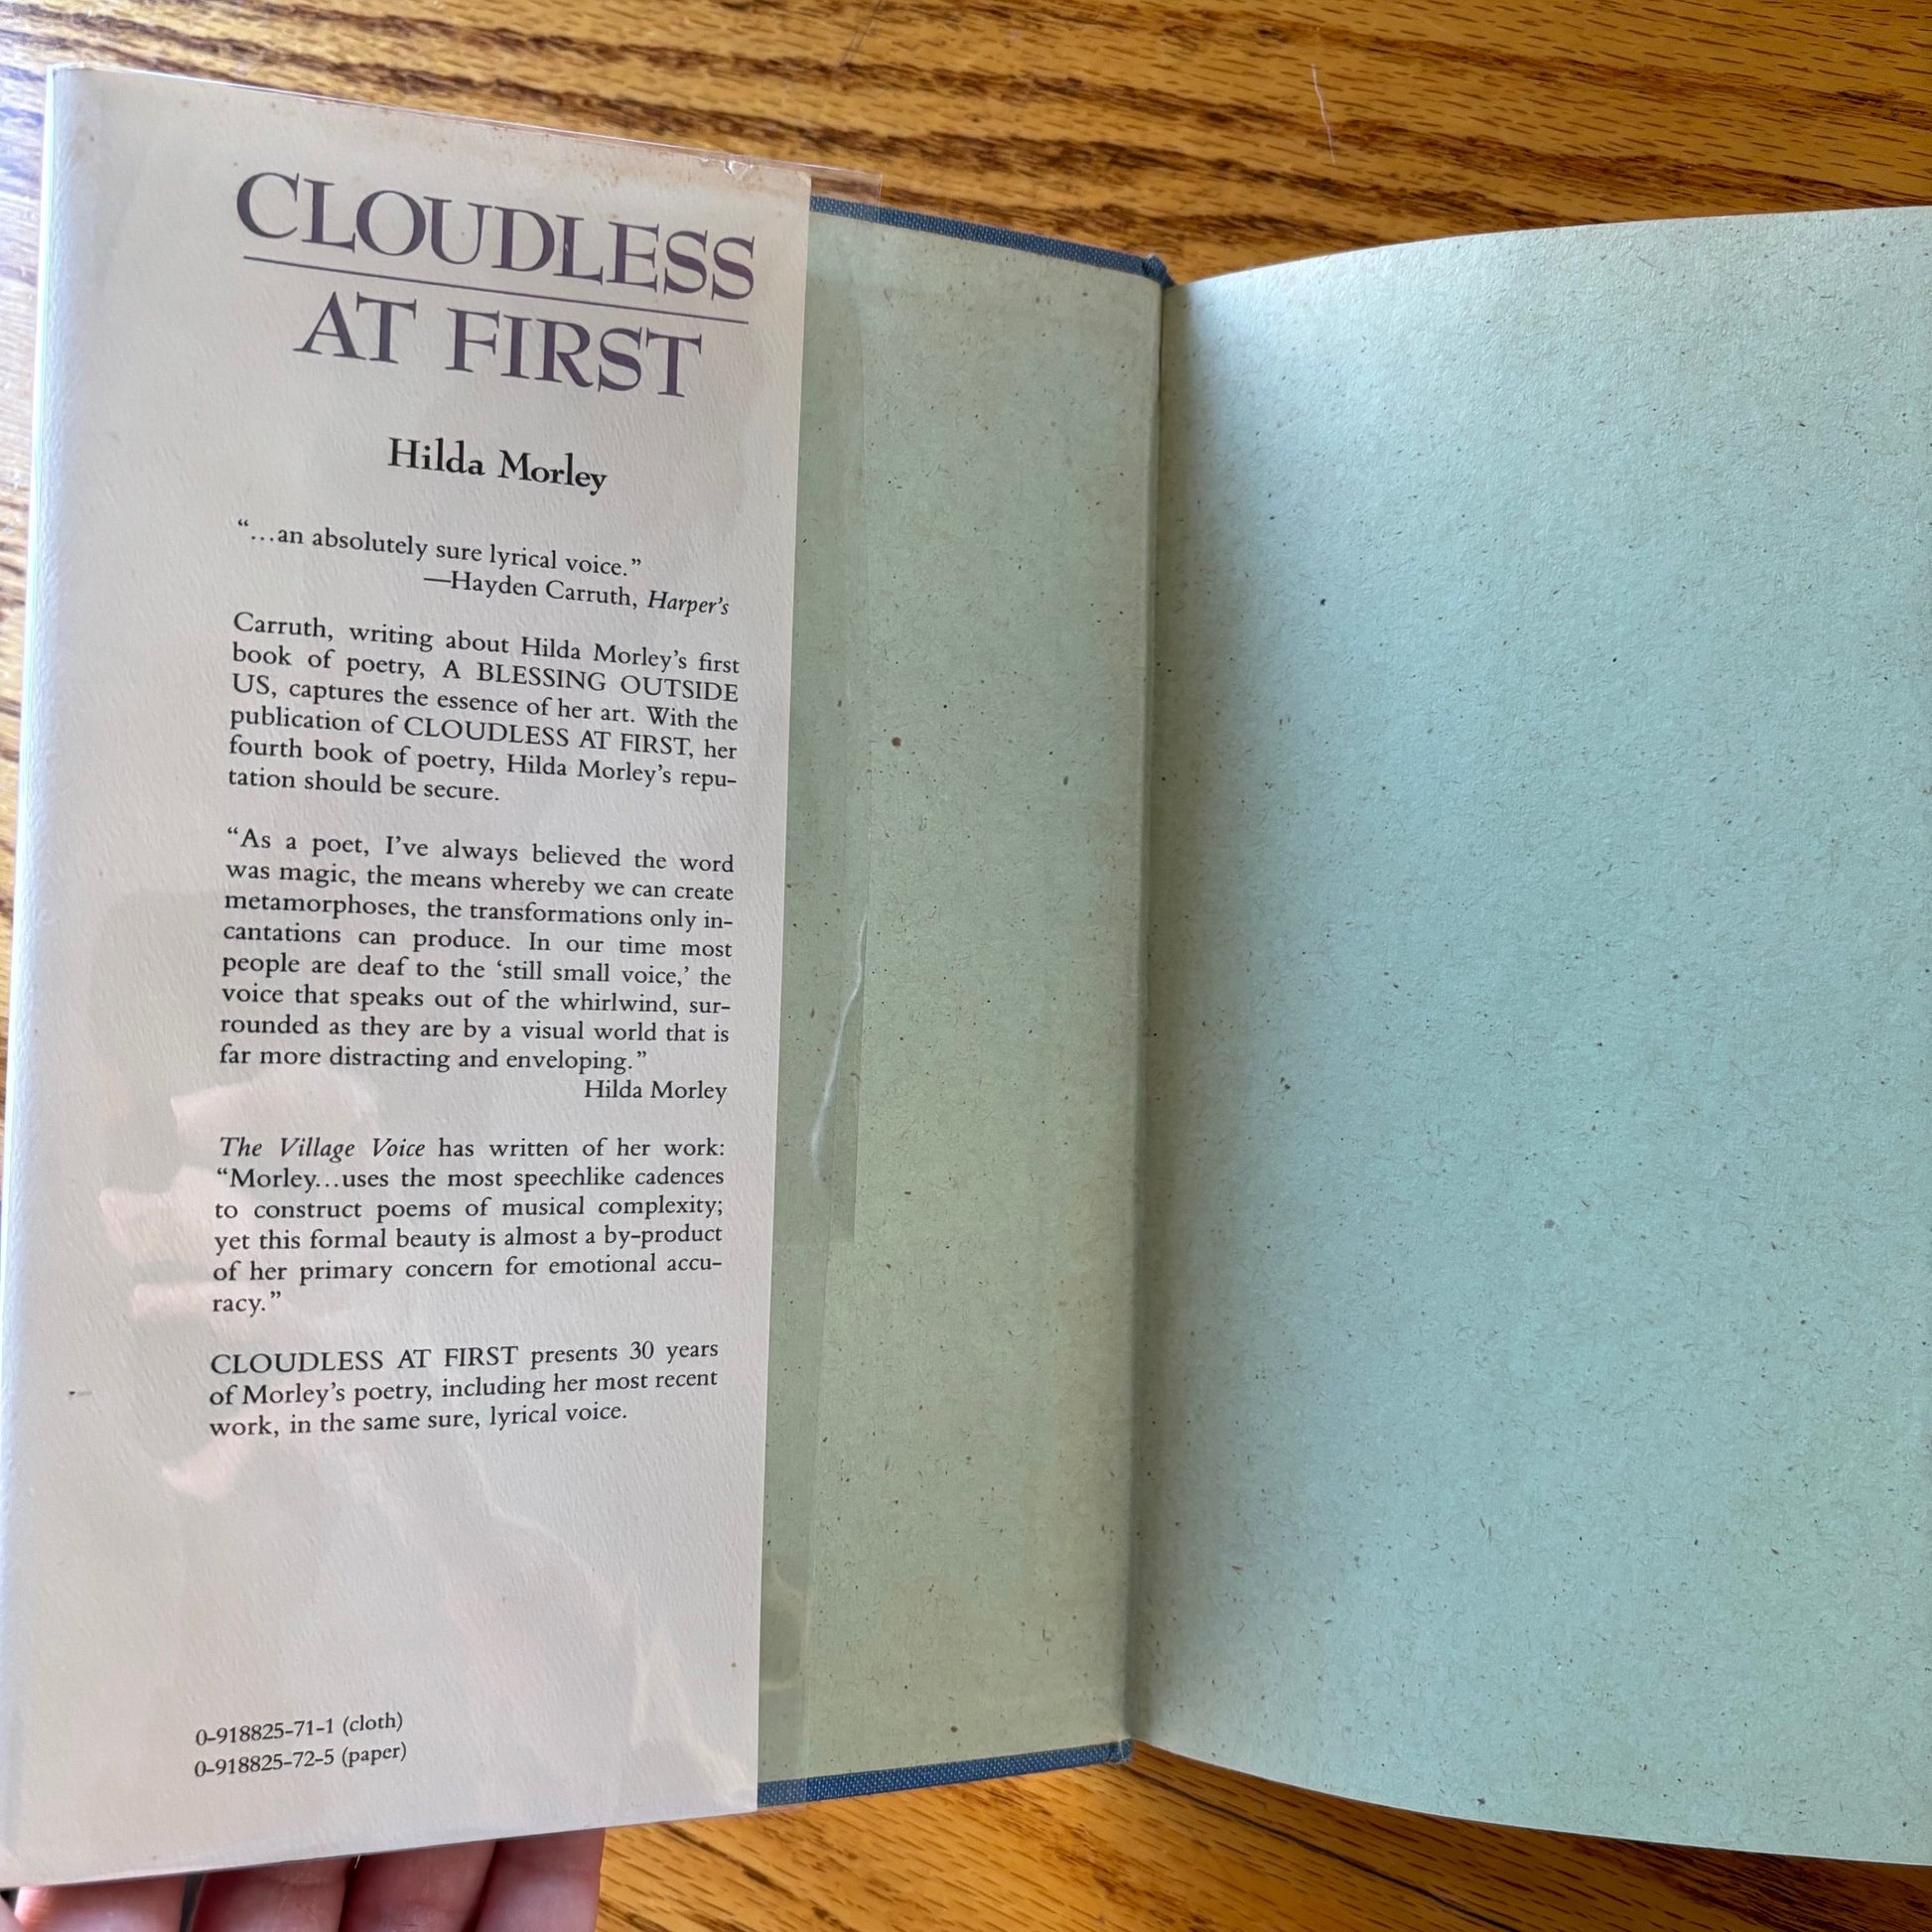 CLOUDLESS
AT FIRST
Hilda Morley
“...an absolutely sure lyrical voice.”
—Hayden Carruth, Harper’s
Carruth, writing about Hilda Morley’s first
book of poetry, A BLESSING OUTSIDE
US, captures the essence of her art. With the
publication of CLOUDLESS AT FIRST, her
fourth book of poetry, Hilda Morley’s repu-
tation should be secure.
“As a poet, I’ve always believed the word
was magic, the means whereby we can create
metamorphoses, the transformations only in-
cantations can produce. In our time most
people are deaf to the ‘still small voice,’ the
voice that speaks out of the whirlwind, sur-
rounded as they are by a visual world that is
far more distracting and enveloping.”
Hilda Morley
The Village Voice has written of her work:
“Morley...uses the most speechlike cadences
to construct poems of musical complexity;
yet this formal beauty is almost a by-product
of her primary concern for emotional accu-
racy.”
CLOUDLESS AT FIRST presents 30 years
of Morley’s poetry, including her most recent
work, in the same sure, lyrical voice.
0-918825-71-1 (cloth)
0-918825-72-5 (paper)